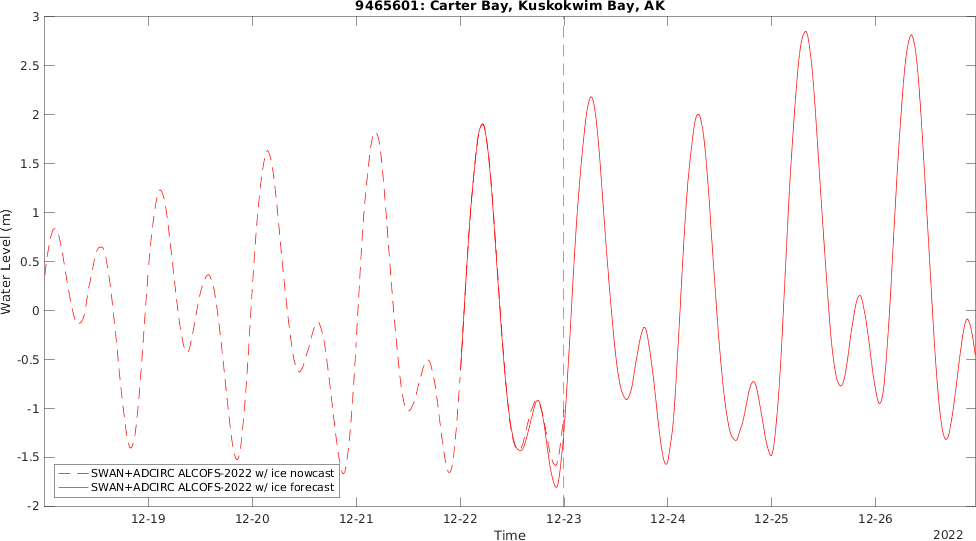 9465601: Carter Bay, Kuskokwim Bay, AK
Water Level (m)
3
2.5
2
1.5
1
0.5
0
-0.5
-1
-1.5
-2
SWAN+ADCIRC ALCOFS-2022 w/ ice nowcast
SWAN+ADCIRC ALCOFS-2022 w/ ice forecast
12-19 12-20 12-21 12-22 12-23 12-24 12-25 12-26
Time
2022